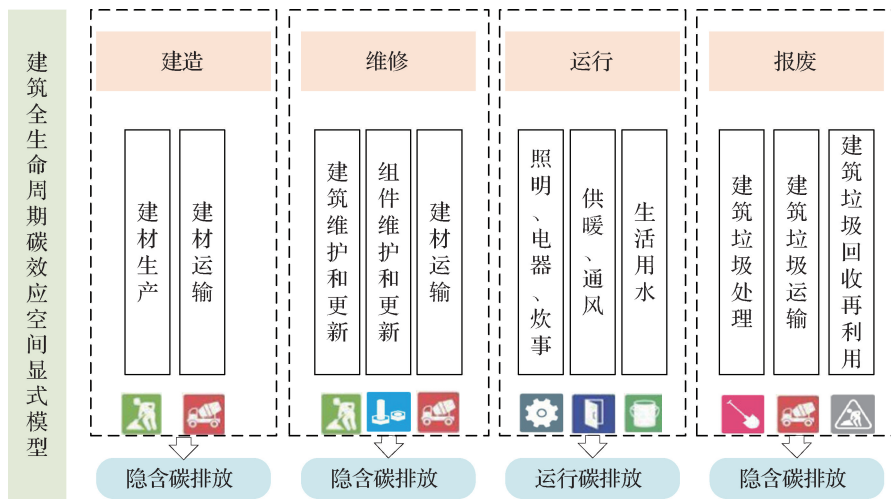 建筑全生命周期碳效应空间显式模型
建造
维修
运行
报废
建材生产
建材运输
建筑维护和更新
组件维护和更新
建材运输
照明、电器、炊事
供暖、通风
生活用水
建筑垃圾处理
建筑垃圾运输
建筑垃圾回收再利用
隐含碳排放
隐含碳排放
运行碳排放
隐含碳排放